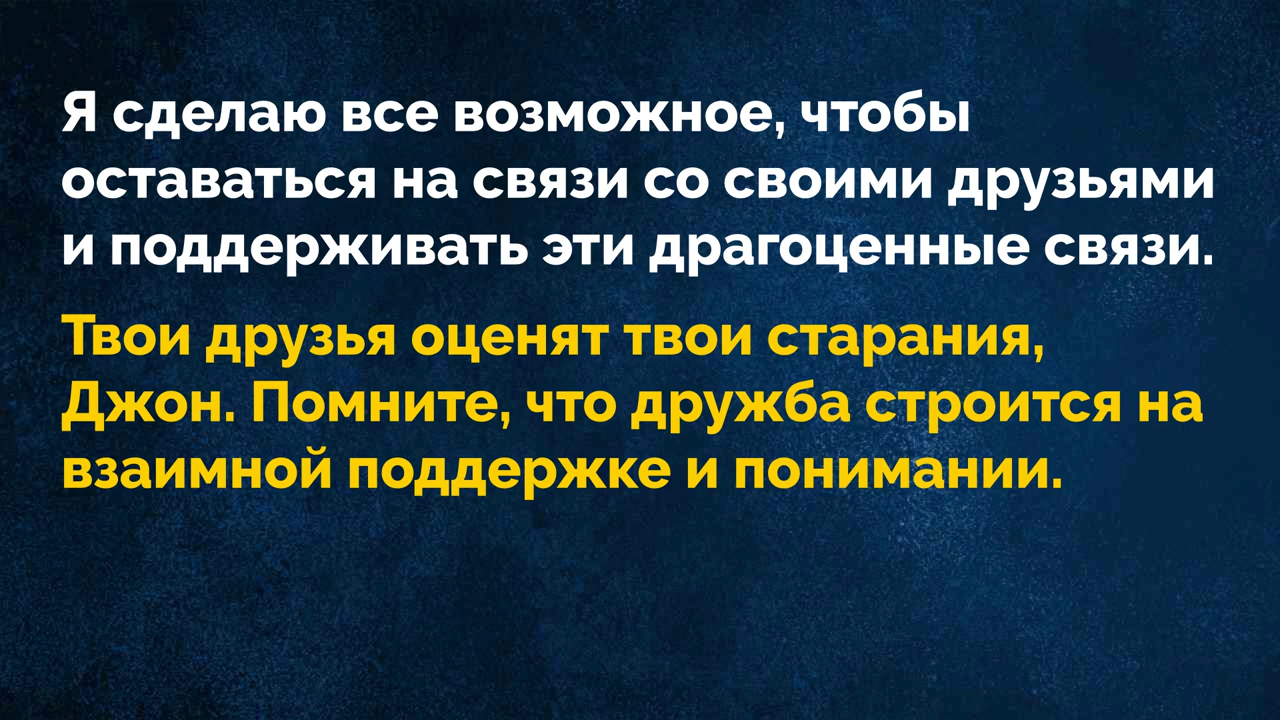 Я сделаю все возможное, чтобы
оставаться на связи со своими друзьями
и поддерживать эти драгоценные связи.
Твои друзья оценят твои старания,
Джон. Помните, что дружба строится на
взаимной поддержке и понимании.